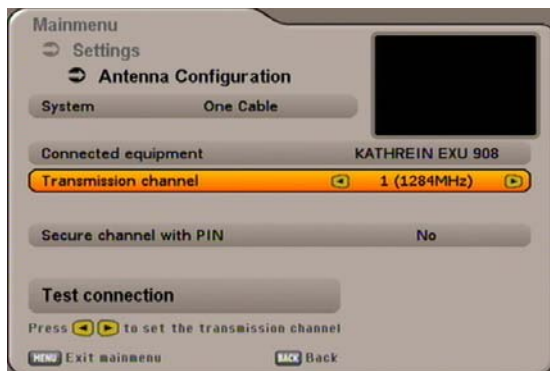 Mainmenu
Settings
Antenna Configuration
System One Cable
Connected equipment KATHREIN EXU 908
Transmission channel 1 (1284MHz)
Secure channel with PIN No
Test connection
Press to set the transmission channel
MENU Exit mainmenu BACK Back